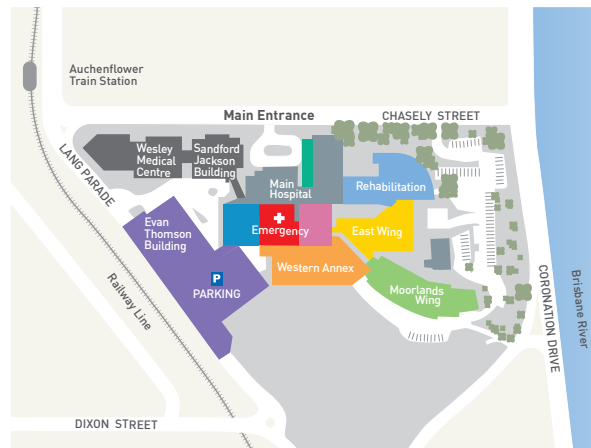 Auchenflower
Train Station
Main Entrance
CHASELY STREET
LANG PARADE
Wesley
Medical
Centre
Sandford
Jackson
Building
Main
Hospital
Rehabilitation
Evan
Thomson
Building
Emergency
East Wing
Western Annex
P
PARKING
Moorlands
Wing
Railway Line
CORONATION DRIVE
Brisbane River
DIXON STREET